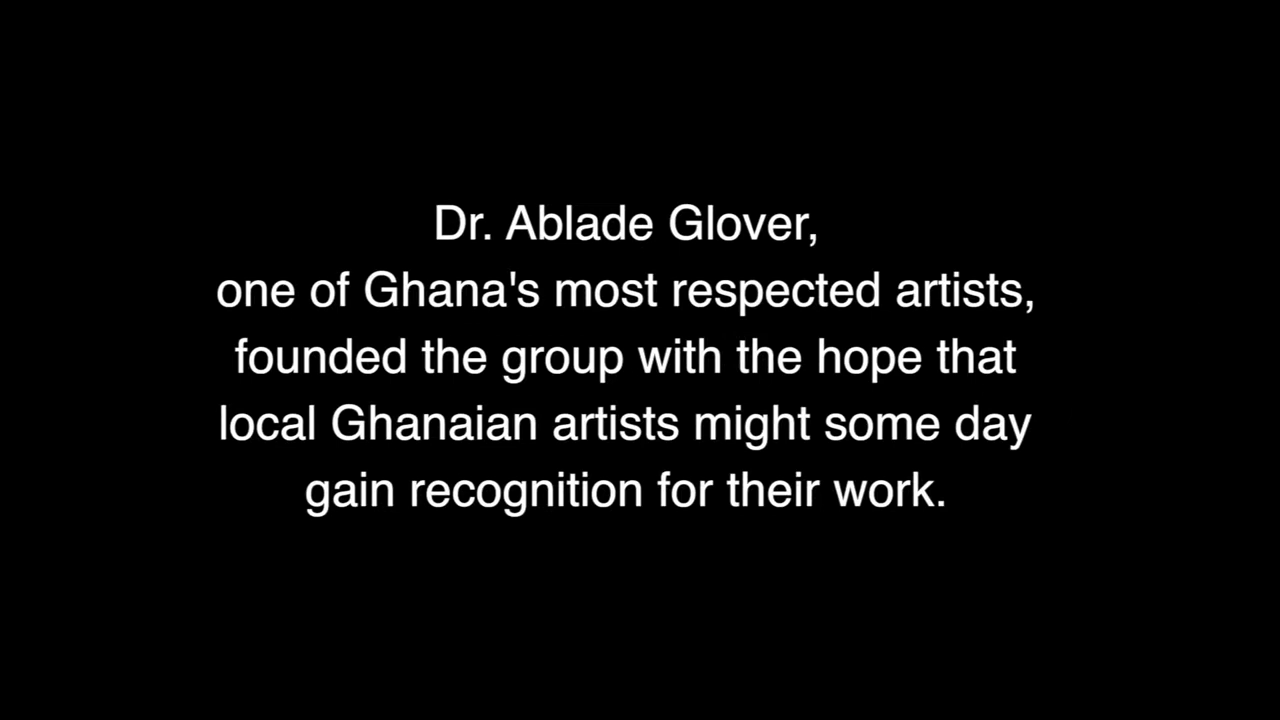 Dr. Ablade Glover,
one of Ghana's most respected artists,
founded the group with the hope that
local Ghanaian artists might some day
gain recognition for their work.